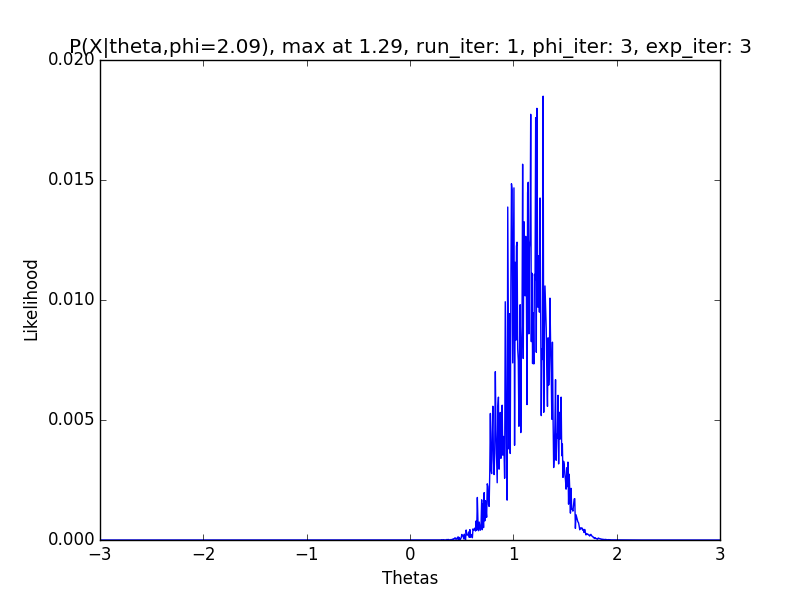 P(X|theta,phi=2.09), max at 1.29, run_iter: 1, phi_iter: 3, exp_iter: 3
0.020
0.015
0.010
0.005
0.000
Likelihood
−3 −2 −1 0 1 2 3
Thetas